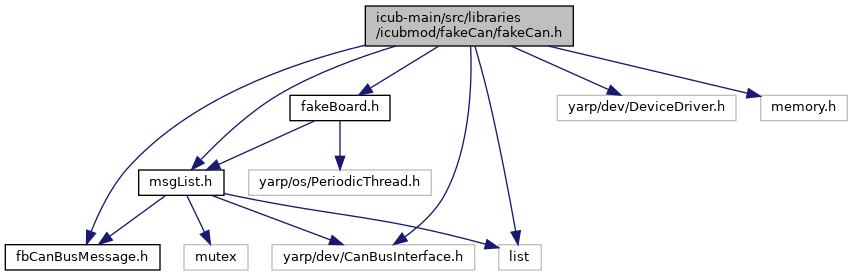 icub-main/src/libraries
/icubmod/fakeCan/fakeCan.h
fakeBoard.h
yarp/dev/DeviceDriver.h
memory.h
msgList.h
yarp/os/PeriodicThread.h
fbCanBusMessage.h
mutex
yarp/dev/CanBusInterface.h
list